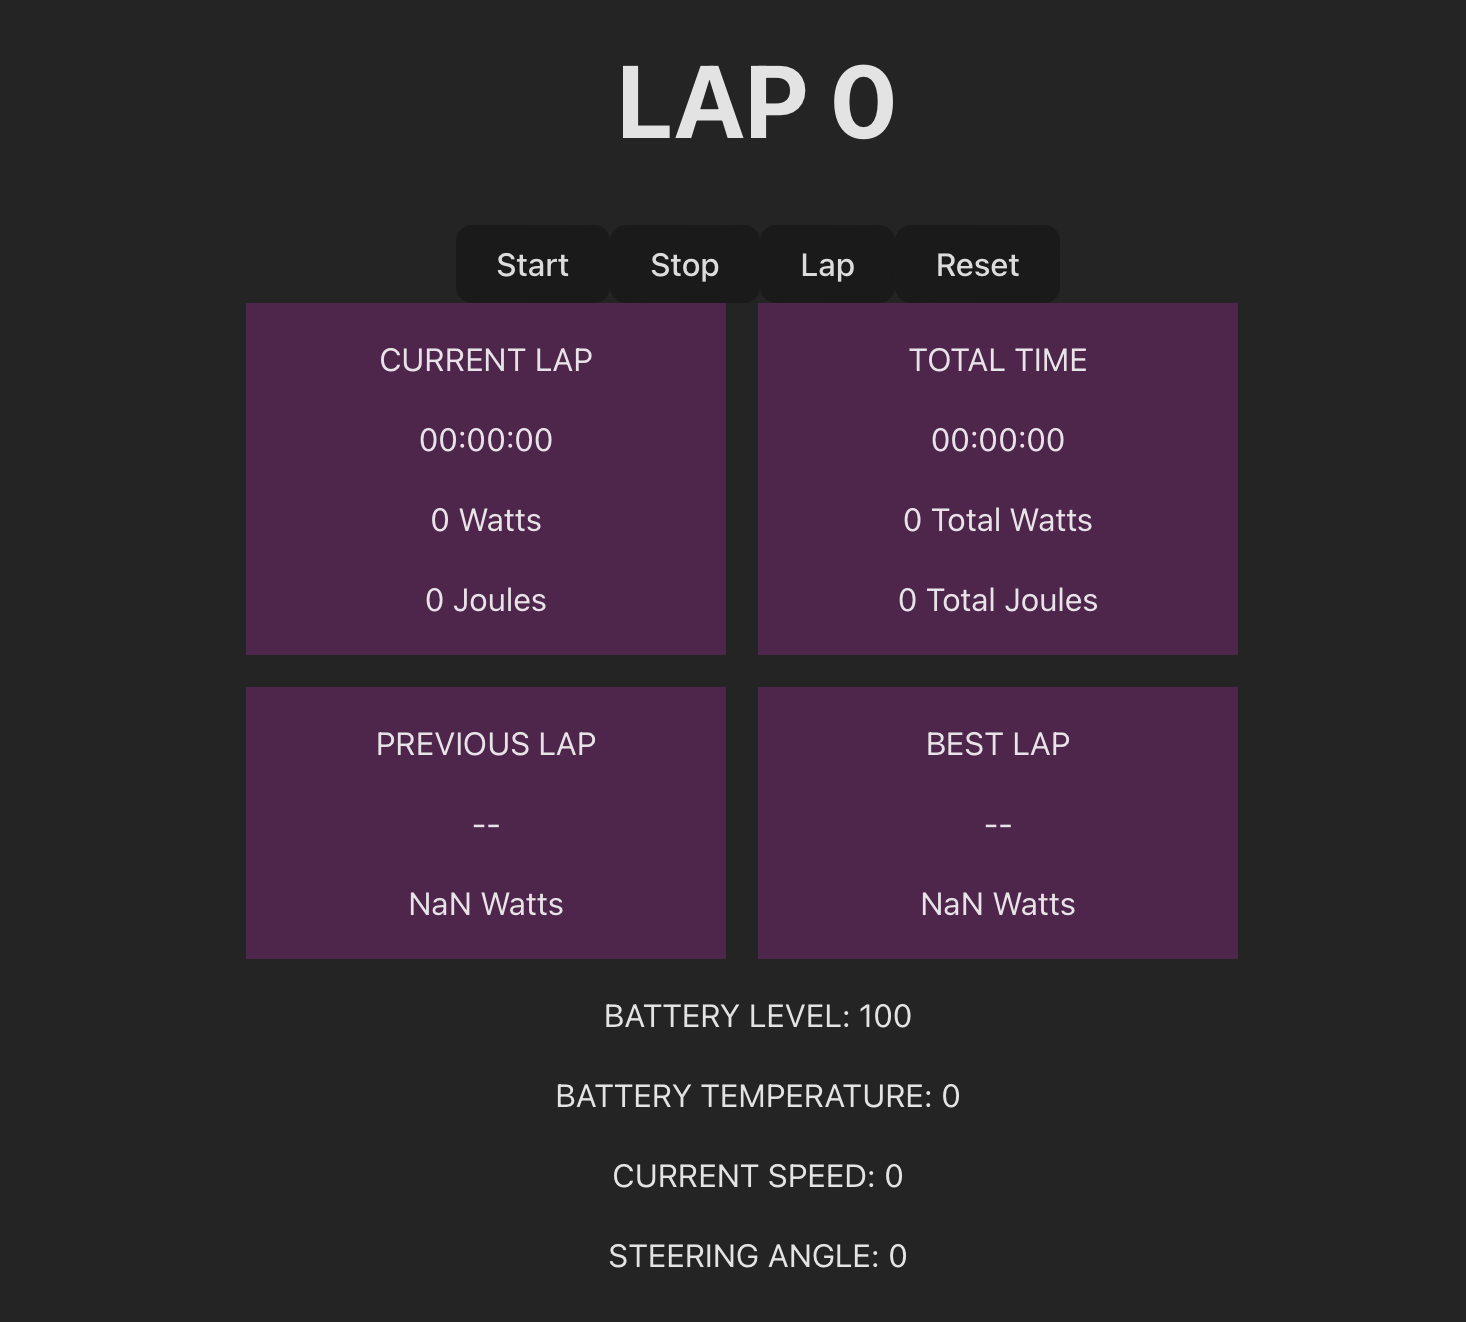 LAP 0
Start Stop Lap Reset
CURRENT LAP
00:00:00
0 Watts
0 Joules
TOTAL TIME
00:00:00
0 Total Watts
0 Total Joules
PREVIOUS LAP
--
NaN Watts
BEST LAP
--
NaN Watts
BATTERY LEVEL: 100
BATTERY TEMPERATURE: 0
CURRENT SPEED: 0
STEERING ANGLE: 0